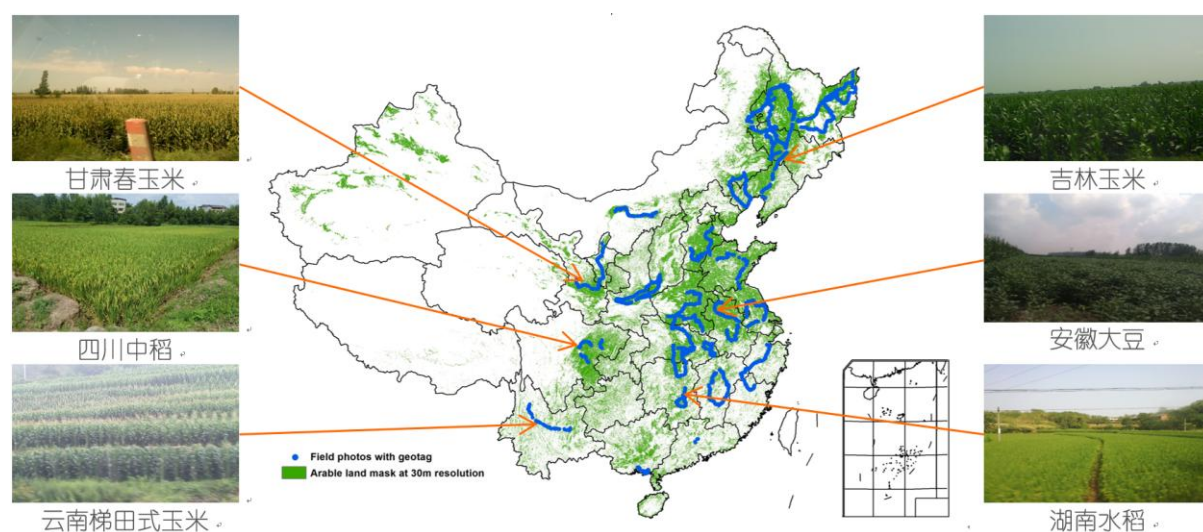 甘肃春玉米
四川中稻
云南梯田式玉米
Field photos with geotag
Arable land mask at 30m resolution
吉林玉米
安徽大豆
湖南水稻